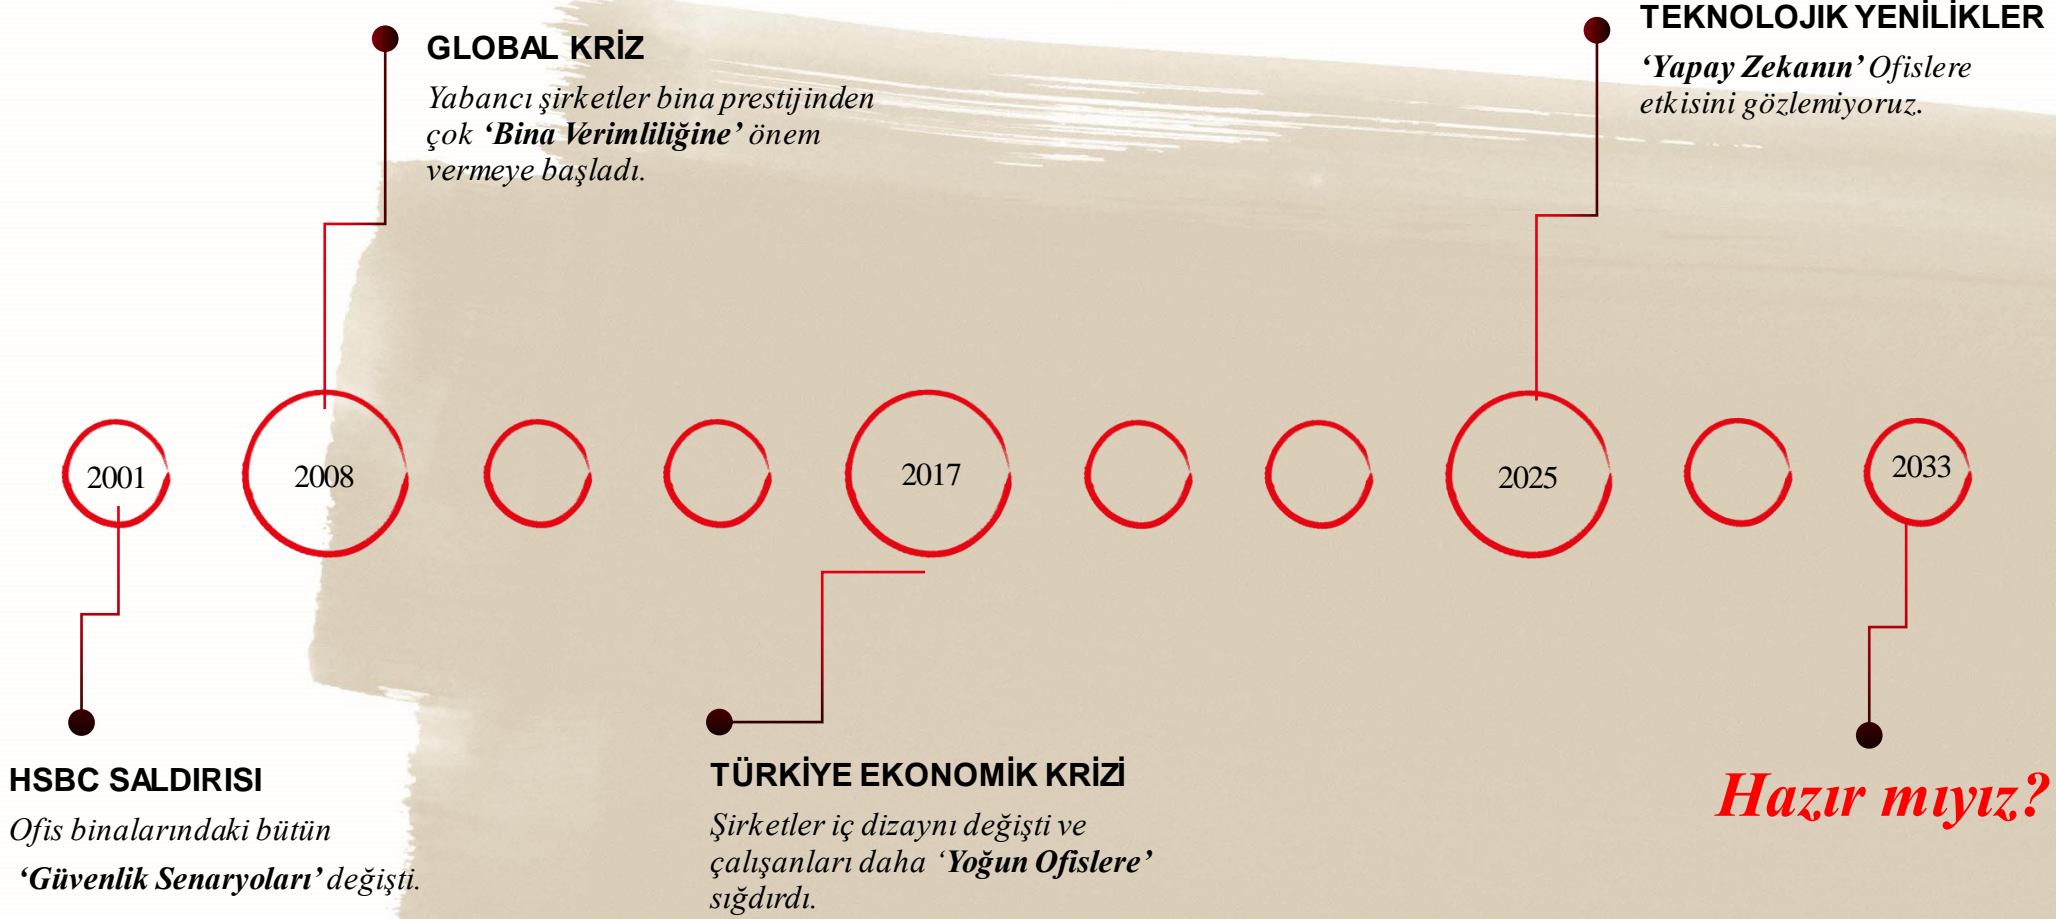 GLOBAL KRİZ
Yabancı şirketler bina prestijinden
çok ‘Bina Verimliliğine’ önem
vermeye başladı.
TEKNOLOJIK YENİLİKLER
‘Yapay Zekanın’ Ofislere
etkisini gözlemiyoruz.
2001
2008
2017
2025
2033
HSBC SALDIRISI
Ofis binalarındaki bütün
‘Güvenlik Senaryoları’ değişti.
TÜRKİYE EKONOMİK KRİZİ
Şirketler iç dizaynı değişti ve
çalışanları daha ‘Yoğun Ofislere’
sığdırdı.
Hazır mıyız?